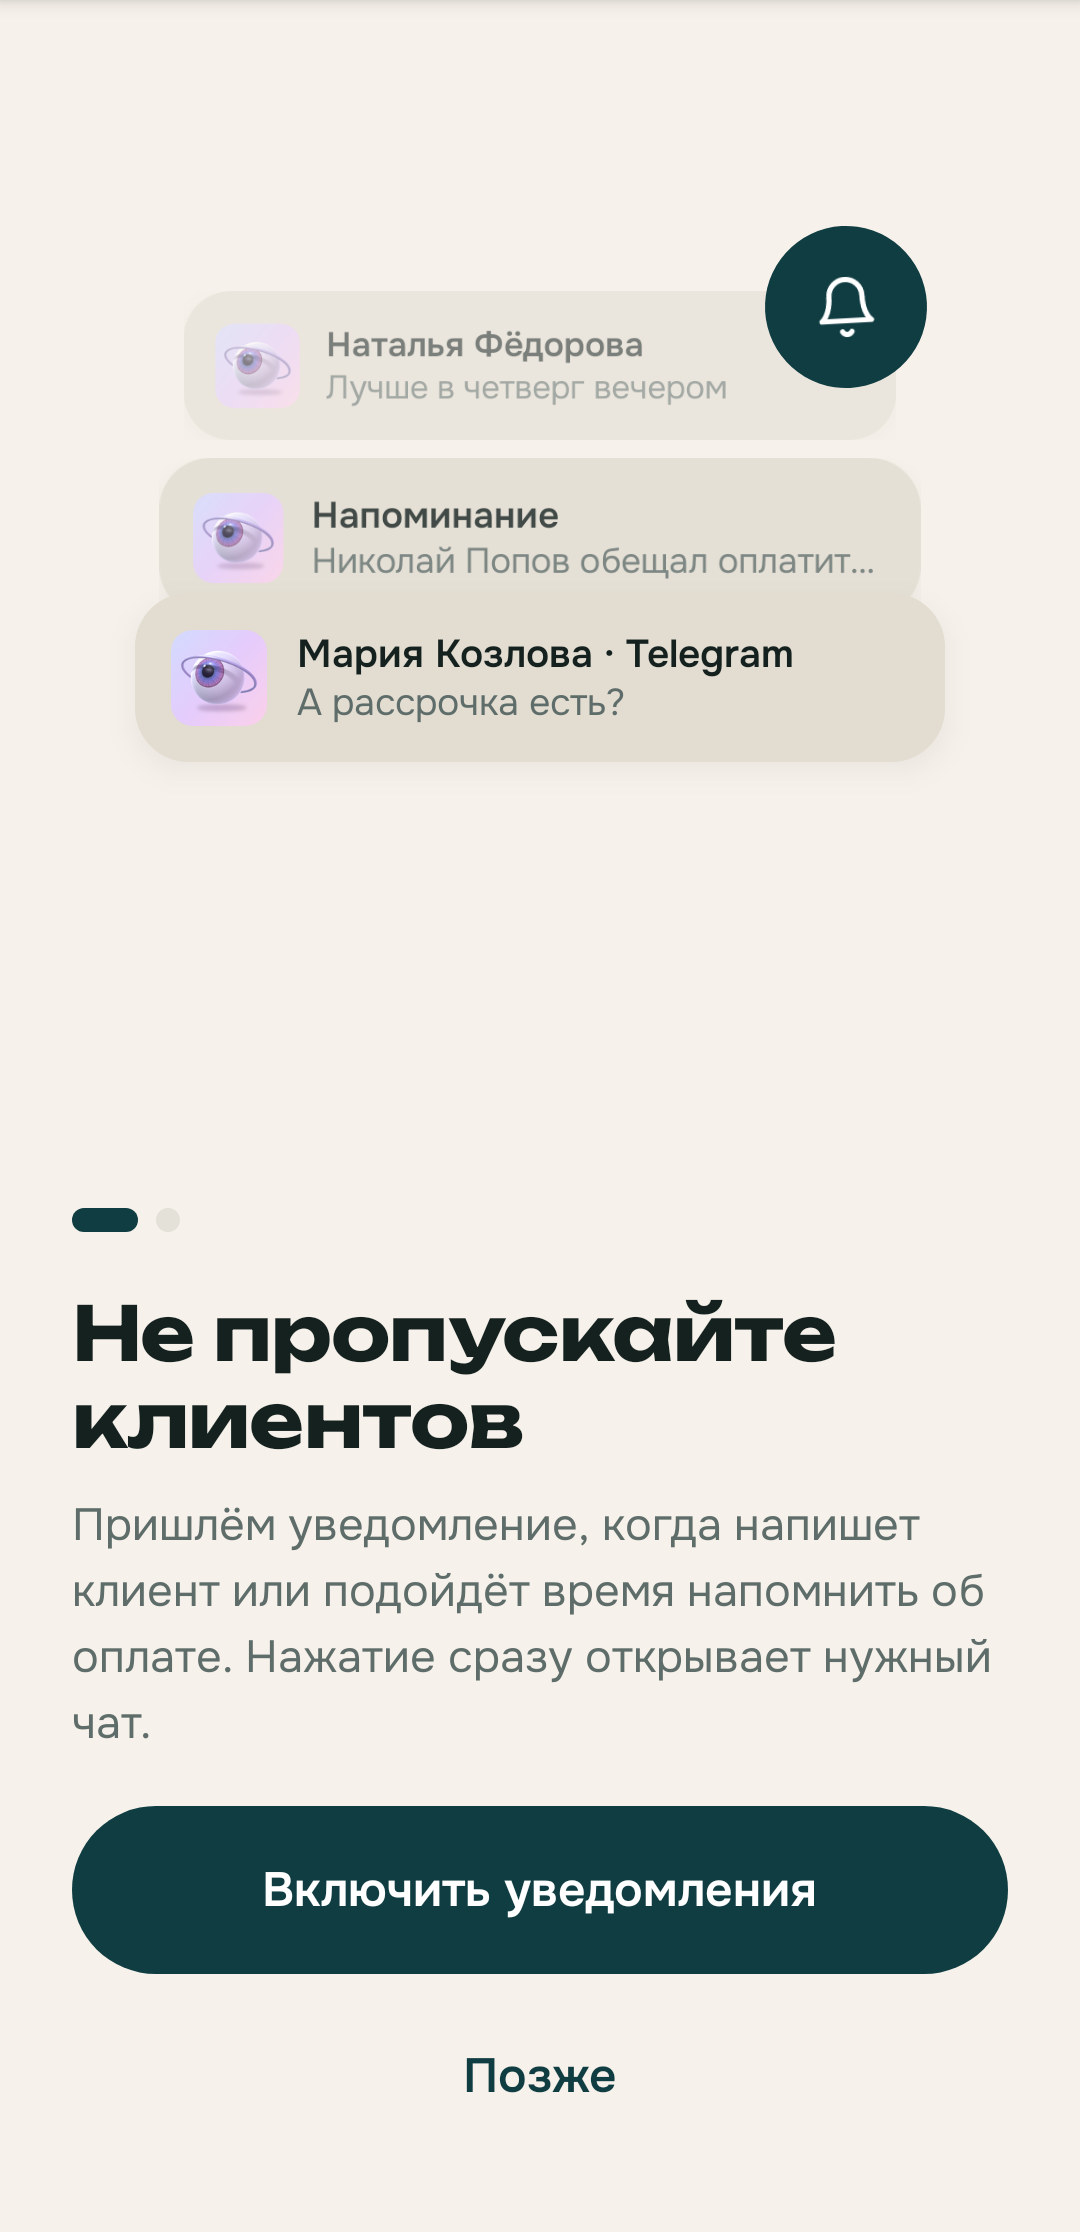 Наталья Фёдорова
Лучше в четверг вечером
Напоминание
Николай Попов обещал оплатит...
Мария Козлова · Telegram
А рассрочка есть?
Не пропускайте
клиентов
Пришлём уведомление, когда напишет
клиент или подойдёт время напомнить об
оплате. Нажатие сразу открывает нужный
чат.
Включить уведомления
Позже